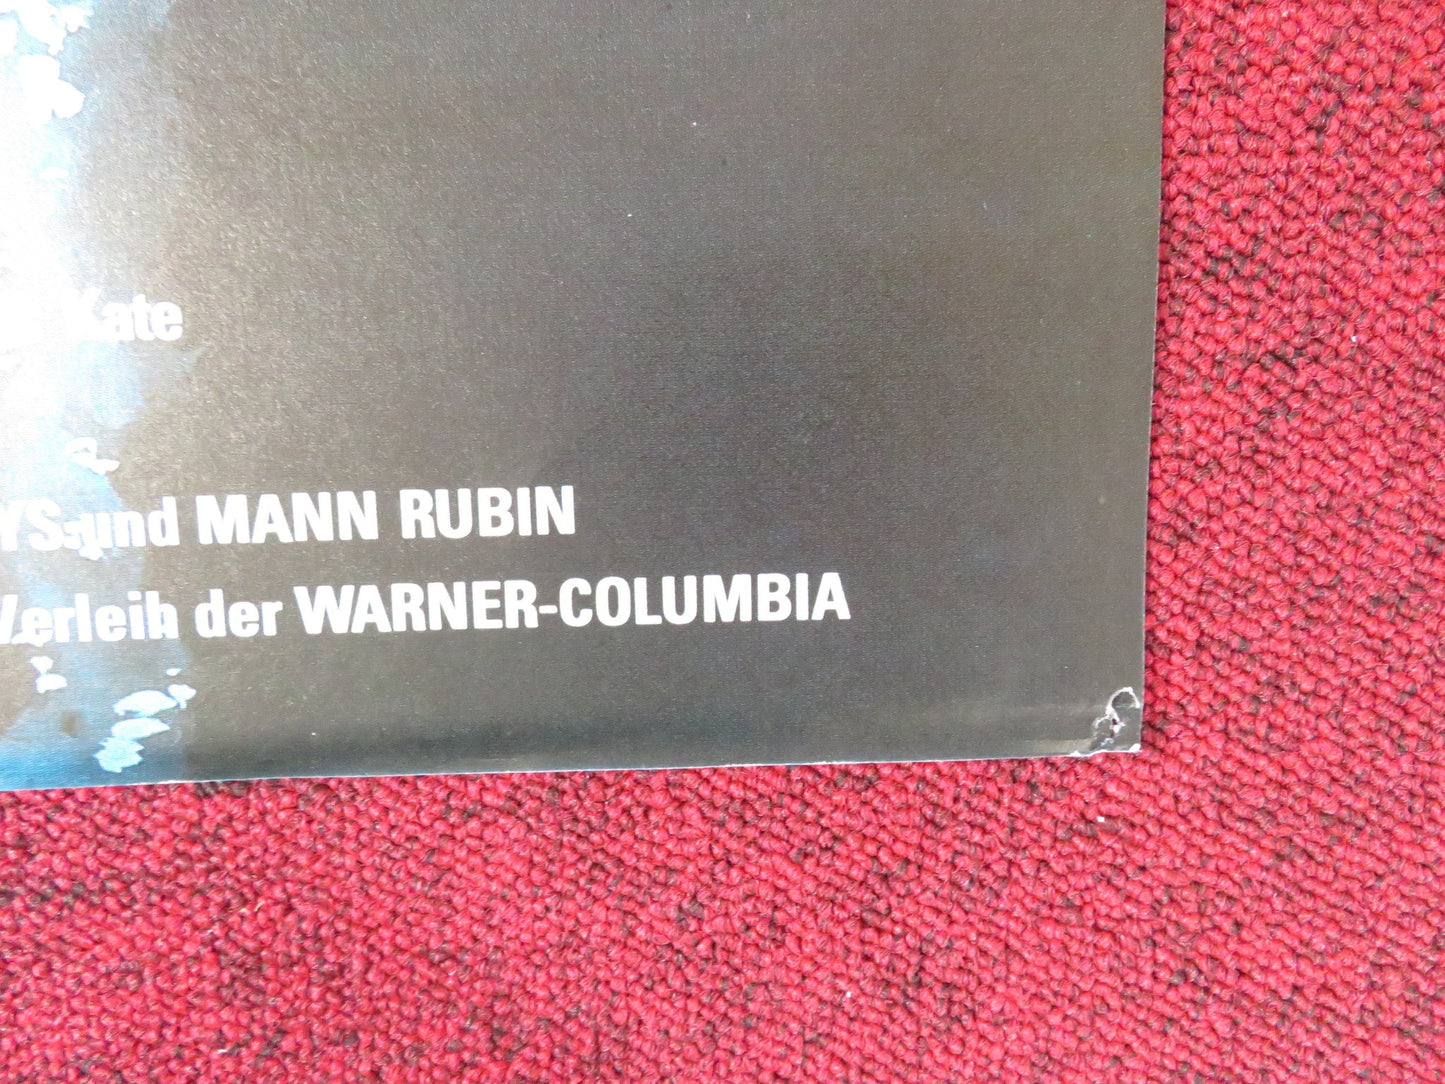 Kate
YS und MANN RUBIN
Verleih der WARNER-COLUMBIA